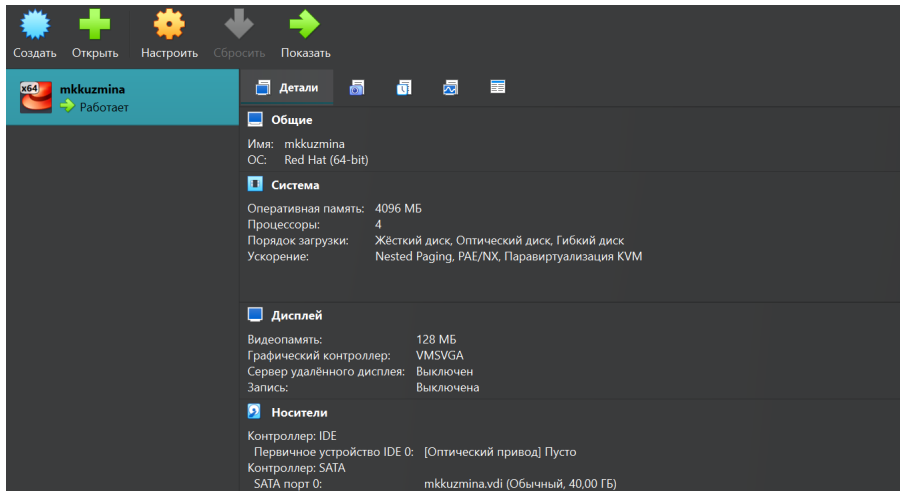 Создать Открыть Настроить Сбросить Показать
x64 mkkuzmina
Работает
Детали
Общие
Имя: mkkuzmina
ОС: Red Hat (64-bit)
Система
Оперативная память: 4096 МБ
Процессоры: 4
Порядок загрузки: Жёсткий диск, Оптический диск, Гибкий диск
Ускорение: Nested Paging, PAE/NX, Паравиртуализация KVM
Дисплей
Видеопамять: 128 МБ
Графический контроллер: VMSVGA
Сервер удалённого дисплея: Выключен
Запись: Выключена
Носители
Контроллер: IDE
Первичное устройство IDE 0: [Оптический привод] Пусто
Контроллер: SATA
SATA порт 0: mkkuzmina.vdi (Обычный, 40,00 ГБ)